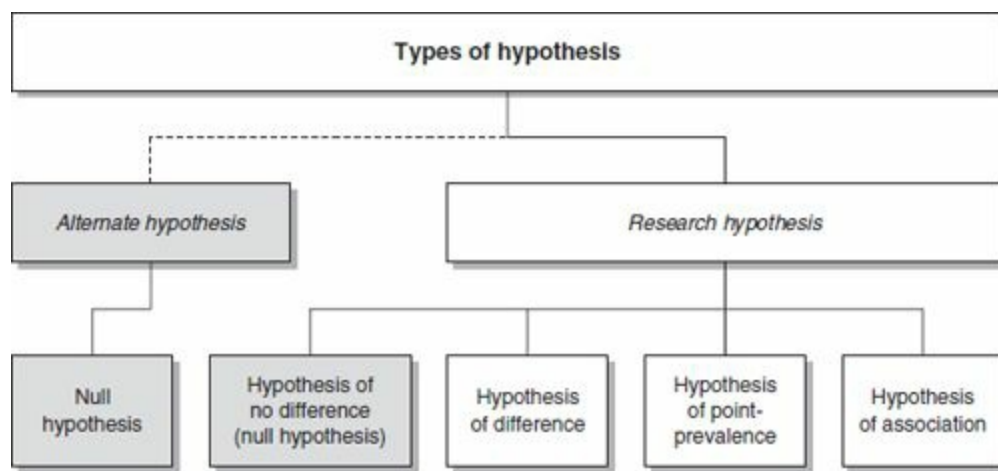 Types of hypothesis
Alternate hypothesis
Research hypothesis
Null
hypothesis
Hypothesis of
no difference
(null hypothesis)
Hypothesis
of difference
Hypothesis
of point-
prevalence
Hypothesis
of association